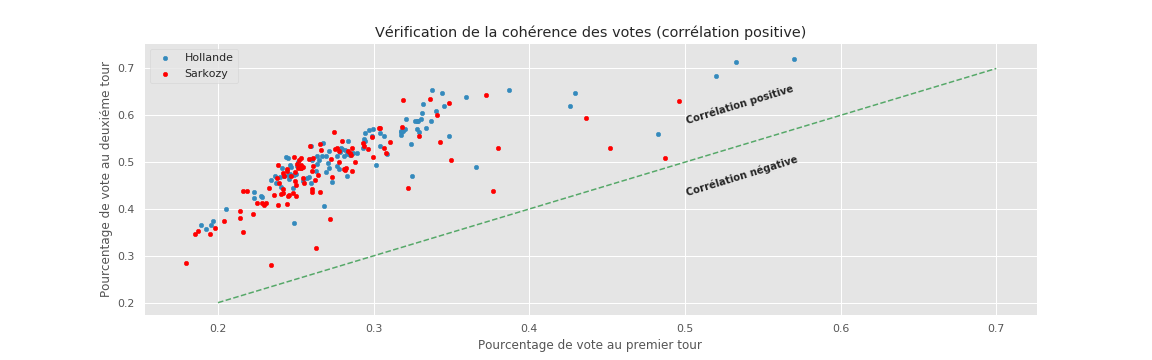 Vérification de la cohérence des votes (corrélation positive)
Hollande
Sarkozy
Pourcentage de vote au deuxiéme tour
0.7
0.6
0.5
0.4
0.3
0.2
Corrélation positive
Corrélation négative
0.2 0.3 0.4 0.5 0.6 0.7
Pourcentage de vote au premier tour